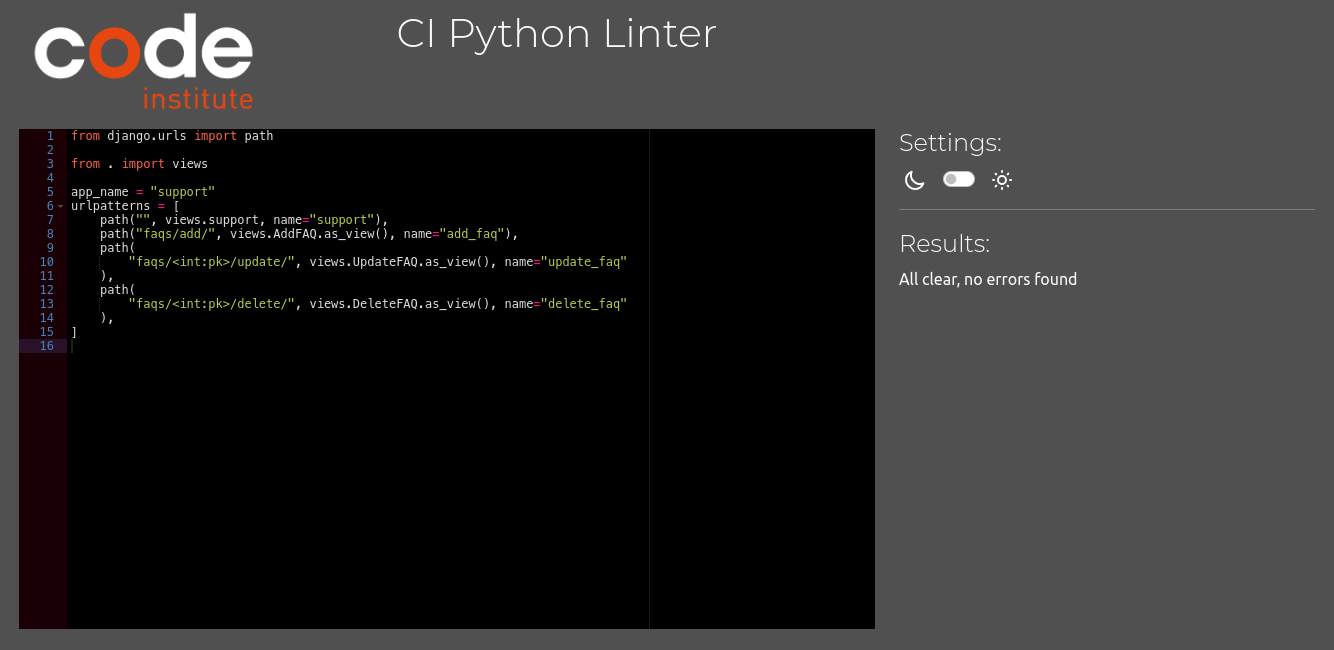 code
institute
CI Python Linter
1 from django.urls import path
2
3 from . import views
4
5 app_name = "support"
6 urlpatterns = [
7     path("", views.support, name="support"),
8     path("faqs/add/", views.AddFAQ.as_view(), name="add_faq"),
9     path(
10         "faqs/<int:pk>/update/", views.UpdateFAQ.as_view(), name="update_faq"
11     ),
12     path(
13         "faqs/<int:pk>/delete/", views.DeleteFAQ.as_view(), name="delete_faq"
14     ),
15 ]
16
Settings:
Results:
All clear, no errors found